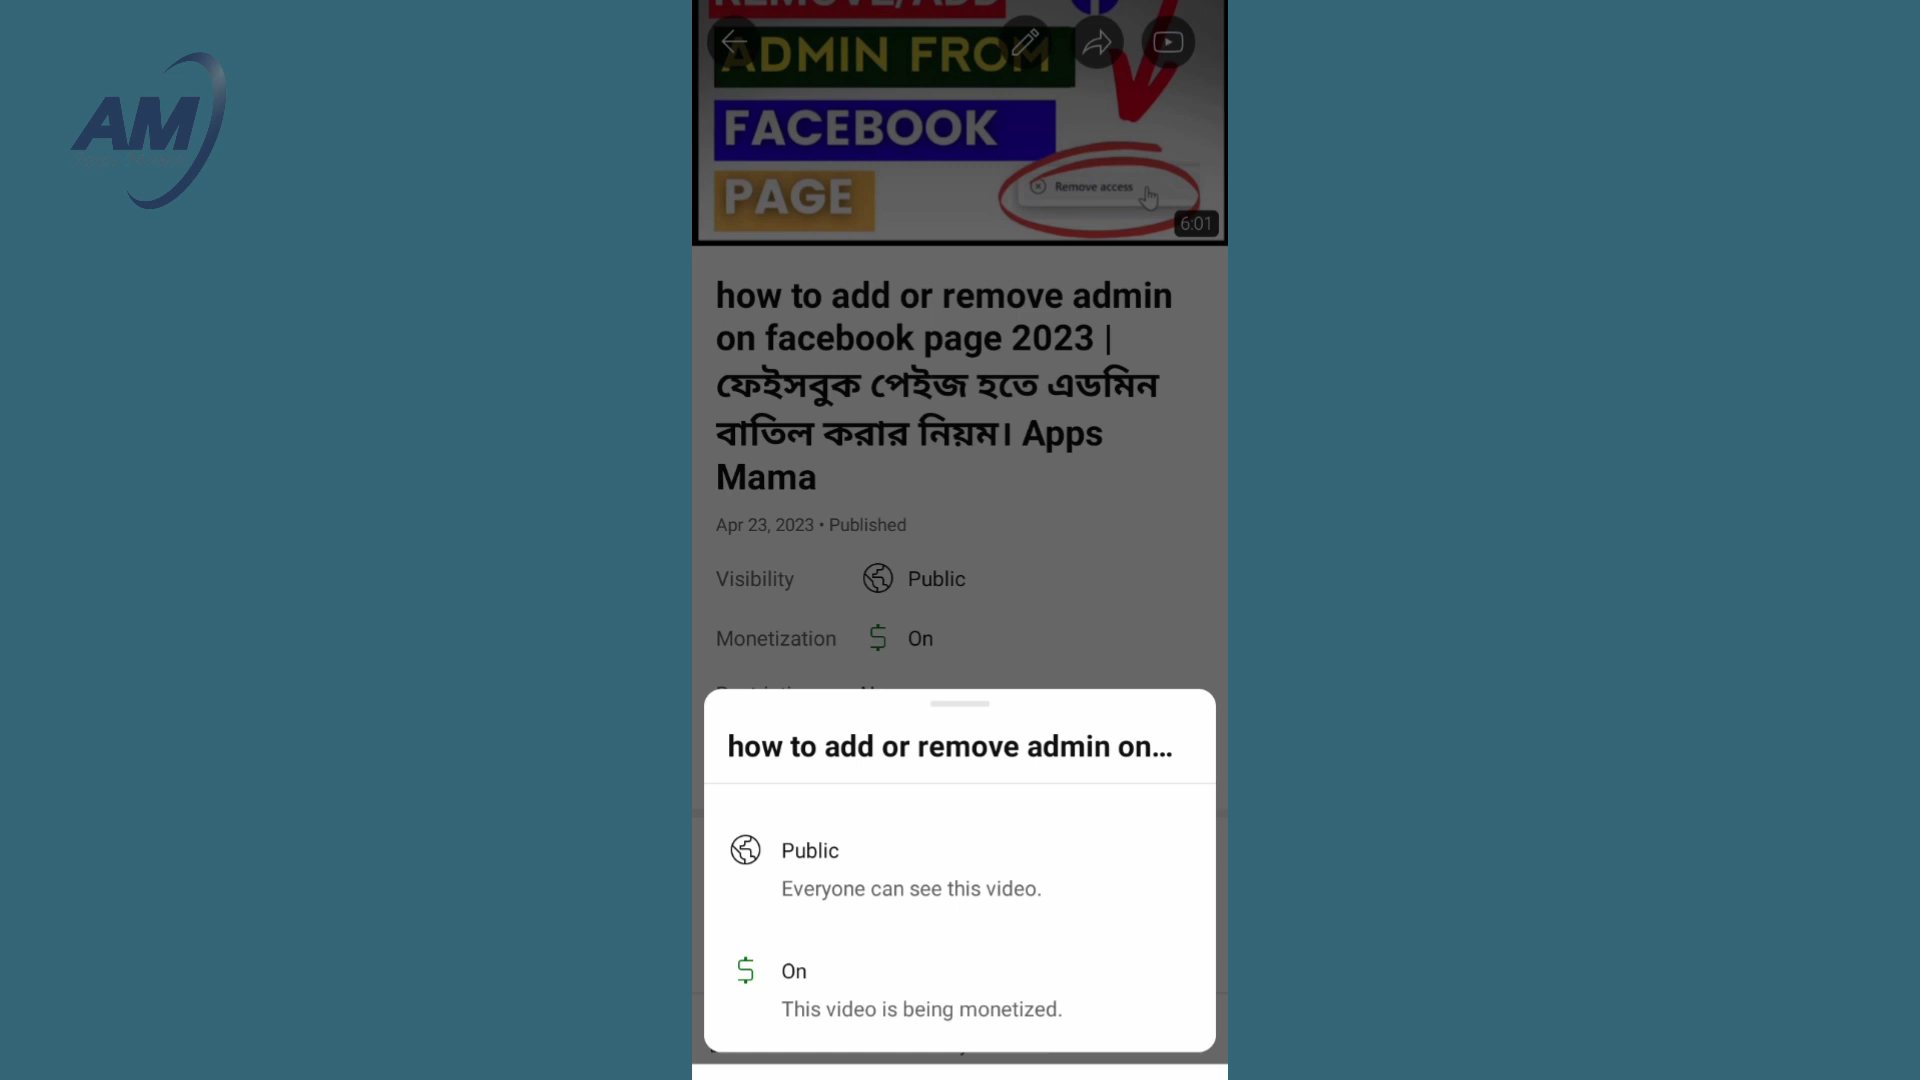 AM
REMOVE/ADD
ADMIN FROM
FACEBOOK
PAGE
Remove access
6:01
how to add or remove admin
on facebook page 2023 |
ফেইসবুক পেইজ হতে এডমিন
বাতিল করার নিয়ম। Apps
Mama
Apr 23, 2023 • Published
Visibility Public
Monetization On
how to add or remove admin on...
Public
Everyone can see this video.
On
This video is being monetized.